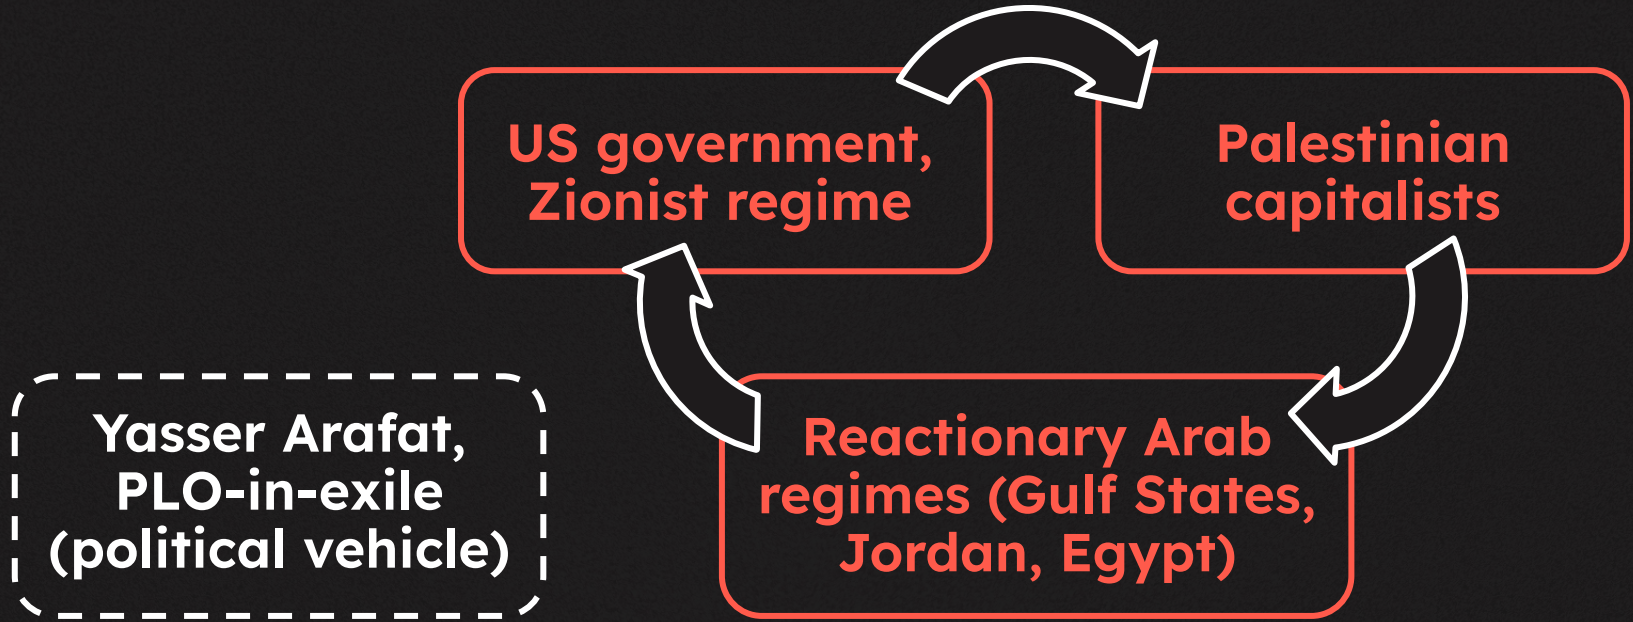 US government,
Zionist regime
Palestinian
capitalists
Yasser Arafat,
PLO-in-exile
(political vehicle)
Reactionary Arab
regimes (Gulf States,
Jordan, Egypt)